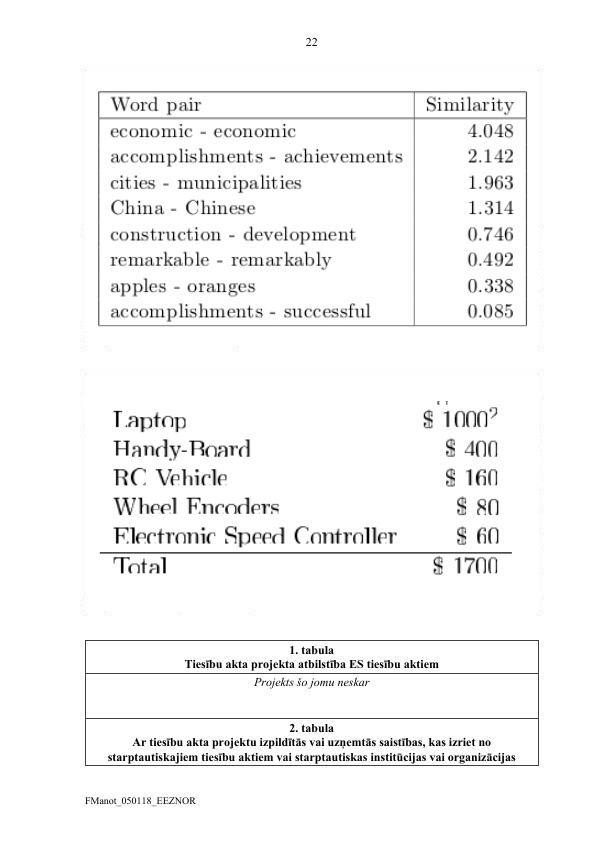 22
Word pair Similarity
economic - economic 4.048
accomplishments - achievements 2.142
cities - municipalities 1.963
China - Chinese 1.314
construction - development 0.746
remarkable - remarkably 0.492
apples - oranges 0.338
accomplishments - successful 0.085
Laptop $ 1000²
Handy-Board $ 400
RC Vehicle $ 160
Wheel Encoders $ 80
Electronic Speed Controller $ 60
Total $ 1700
1. tabula
Tiesību akta projekta atbilstība ES tiesību aktiem
Projekts šo jomu neskar
2. tabula
Ar tiesību akta projektu izpildītās vai uzņemtās saistības, kas izriet no
starptautiskajiem tiesību aktiem vai starptautiskas institūcijas vai organizācijas
FManot_050118_EEZNOR